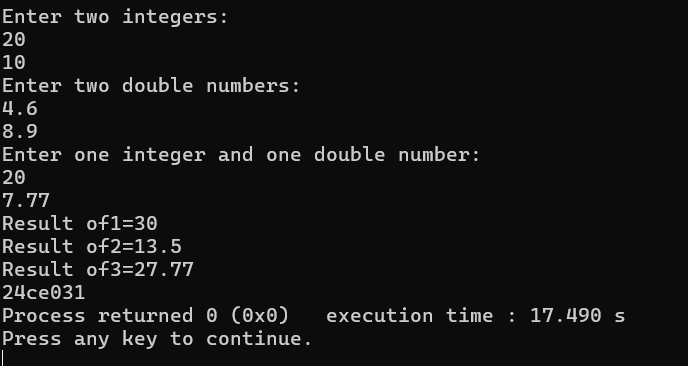 Enter two integers:
20
10
Enter two double numbers:
4.6
8.9
Enter one integer and one double number:
20
7.77
Result of1=30
Result of2=13.5
Result of3=27.77
24ce031
Process returned 0 (0x0)   execution time : 17.490 s
Press any key to continue.